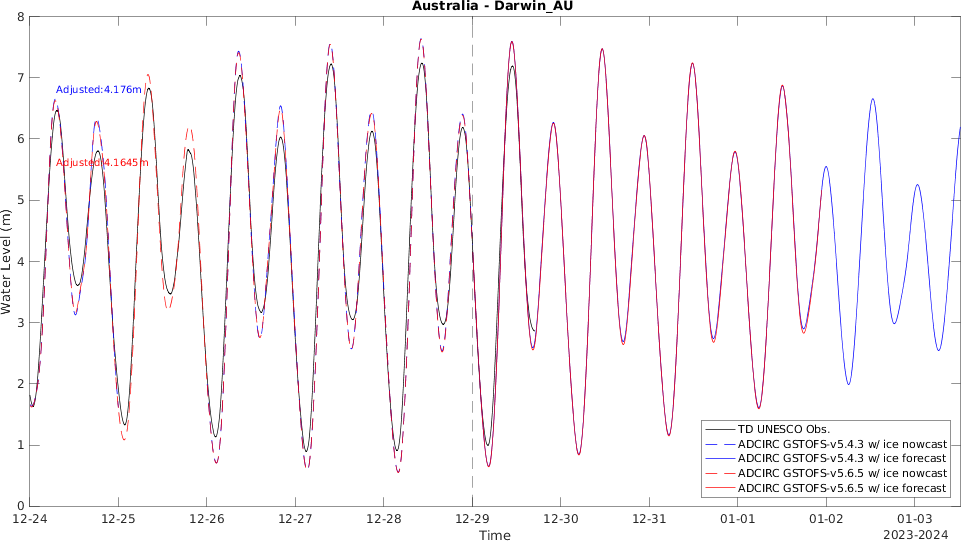 Australia - Darwin_AU
8
7
6
5
4
3
2
1
0
Water Level (m)
Adjusted:4.176m
Adjusted:4.1645m
TD UNESCO Obs.
ADCIRC GSTOFS-v5.4.3 w/ ice nowcast
ADCIRC GSTOFS-v5.4.3 w/ ice forecast
ADCIRC GSTOFS-v5.6.5 w/ ice nowcast
ADCIRC GSTOFS-v5.6.5 w/ ice forecast
12-24 12-25 12-26 12-27 12-28 12-29 12-30 12-31 01-01 01-02 01-03
Time
2023-2024